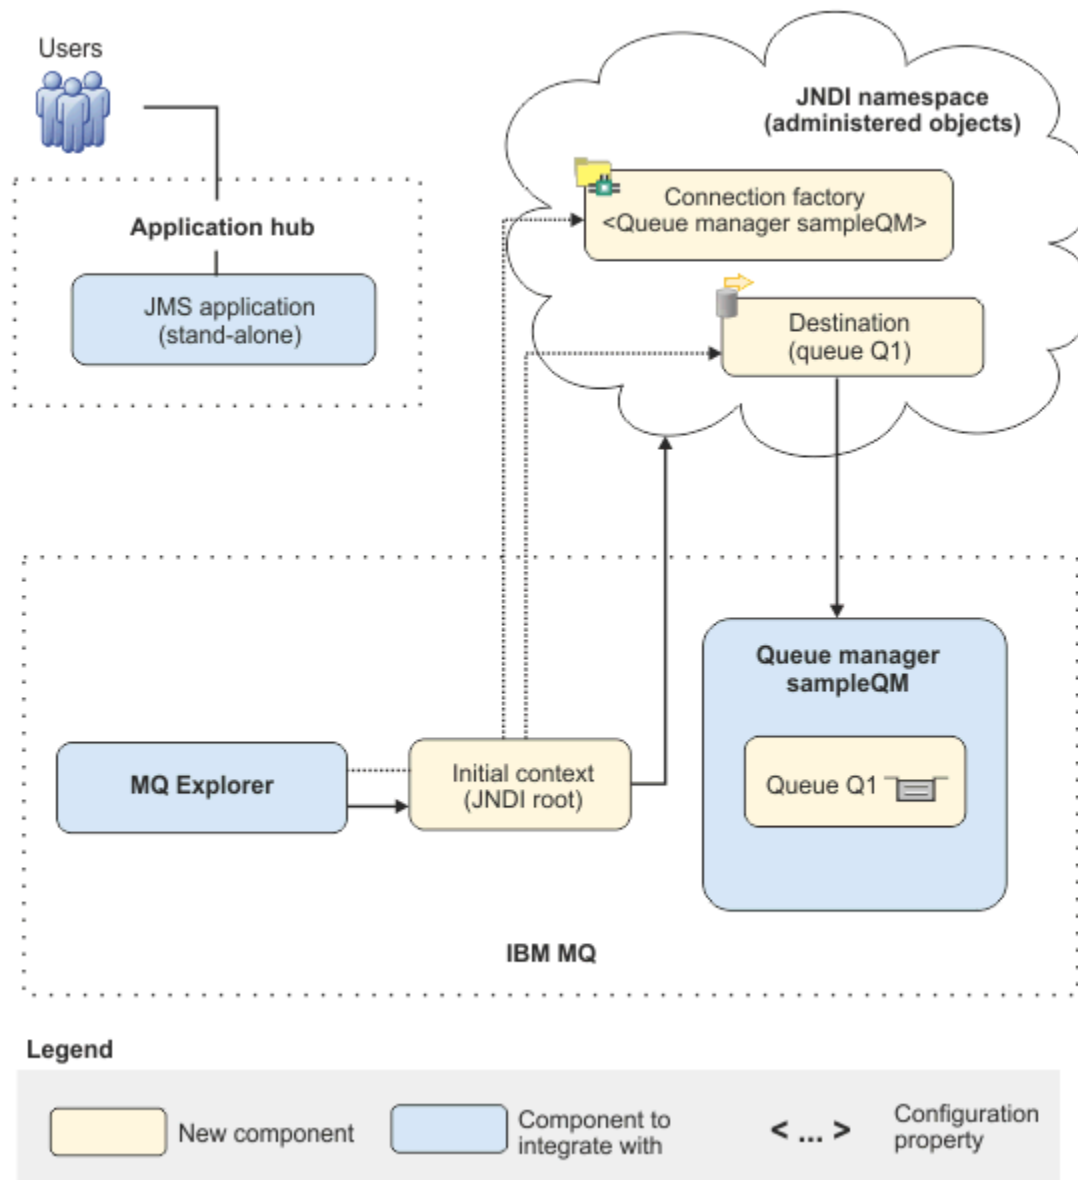 Users
JNDI namespace
(administered objects)
Connection factory
<Queue manager sampleQM>
Application hub
JMS application
(stand-alone)
Destination
(queue Q1)
Queue manager
sampleQM
MQ Explorer
Initial context
(JNDI root)
Queue Q1
IBM MQ
Legend
New component
Component to
integrate with
< ... >
Configuration
property